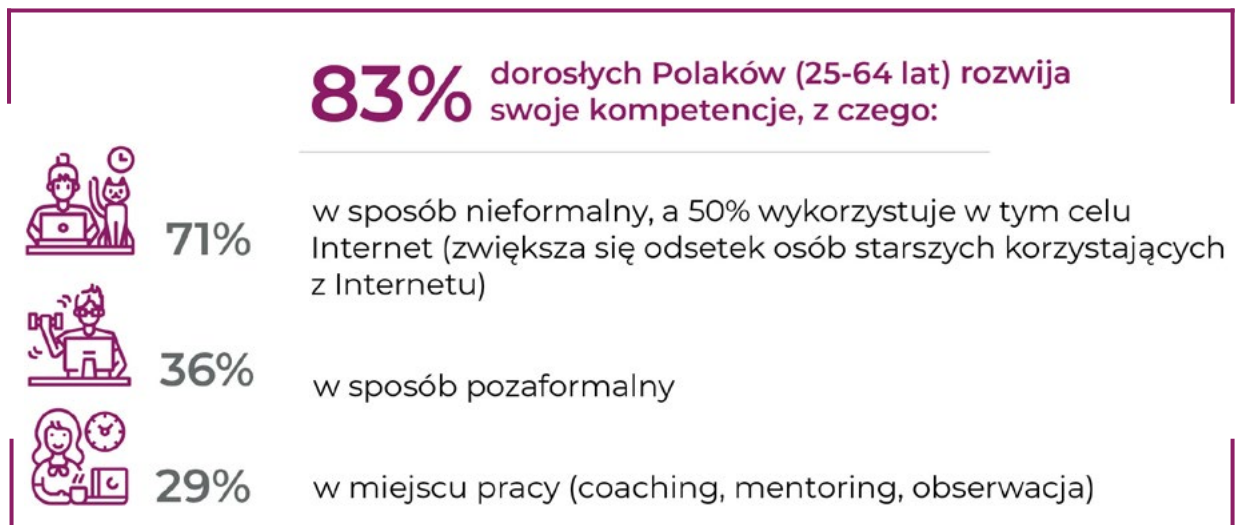 83% dorosłych Polaków (25-64 lat) rozwija
swoje kompetencje, z czego:
71% w sposób nieformalny, a 50% wykorzystuje w tym celu
Internet (zwiększa się odsetek osób starszych korzystających
z Internetu)
36% w sposób pozaformalny
29% w miejscu pracy (coaching, mentoring, obserwacja)